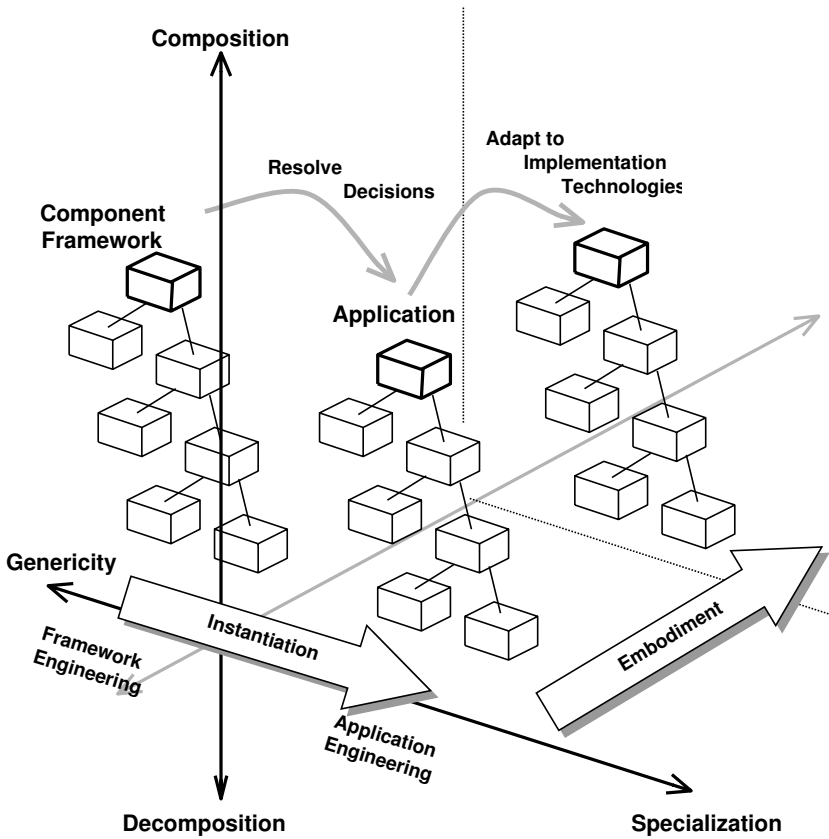 Composition
Adapt to
Implementation
Technologies
Resolve
Decisions
Component
Framework
Application
Genericity
Instantiation
Embodiment
Framework
Engineering
Application
Engineering
Decomposition
Specialization